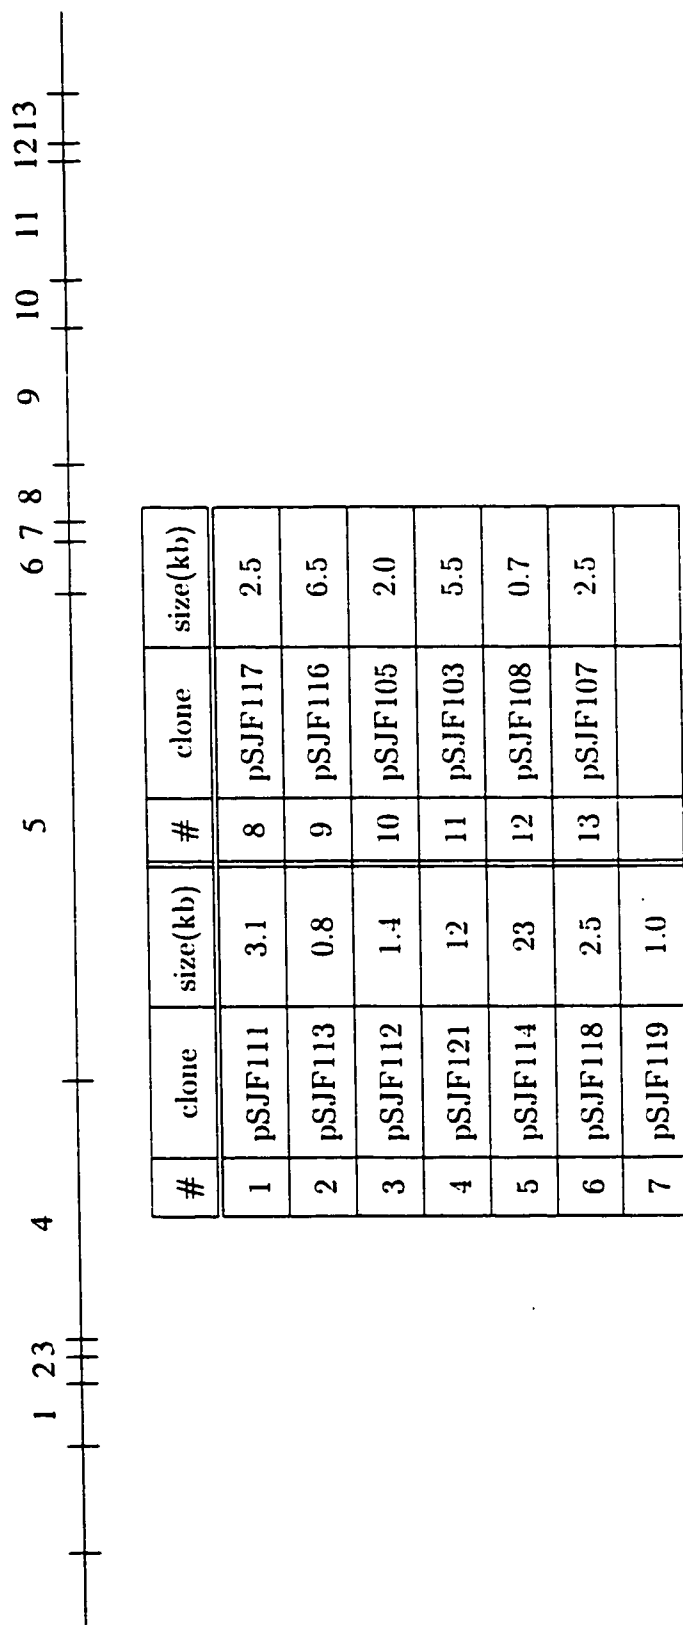 1 2 3 4 5 6 7 8 9 10 11 12 13
# clone size(kb) # clone size(kb)
1 pSJF111 3.1 8 pSJF117 2.5
2 pSJF113 0.8 9 pSJF116 6.5
3 pSJF112 1.4 10 pSJF105 2.0
4 pSJF121 12 11 pSJF103 5.5
5 pSJF114 23 12 pSJF108 0.7
6 pSJF118 2.5 13 pSJF107 2.5
7 pSJF119 1.0